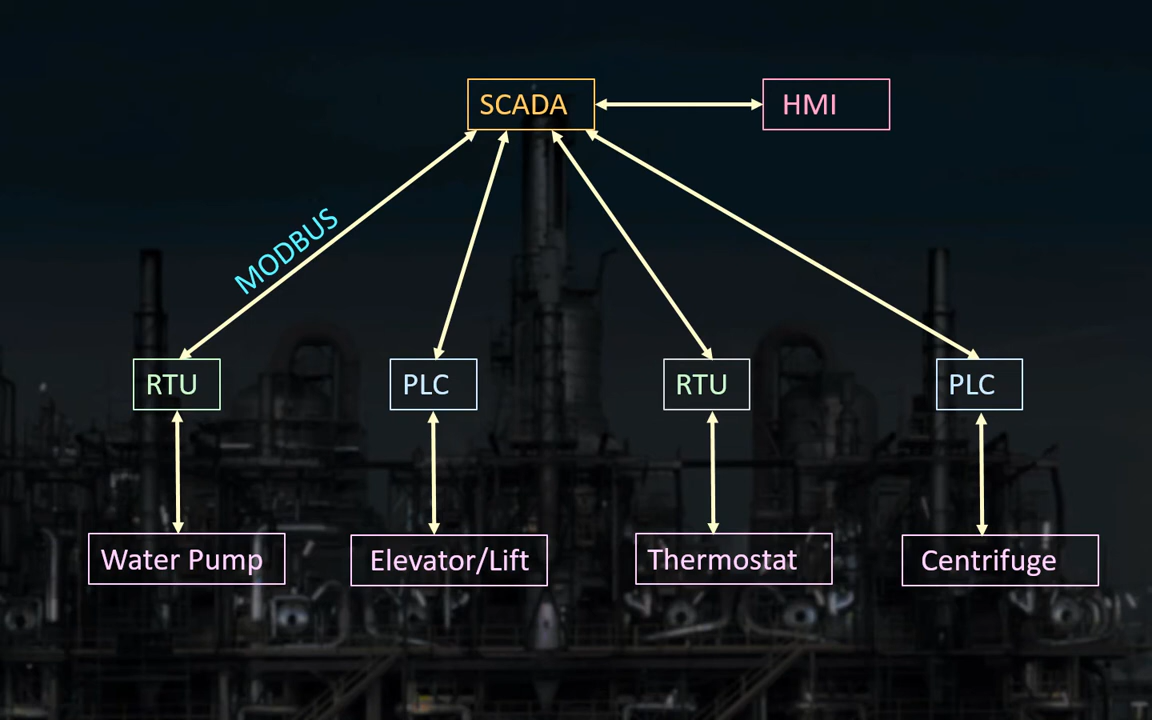 SCADA
HMI
MODBUS
RTU
PLC
RTU
PLC
Water Pump
Elevator/Lift
Thermostat
Centrifuge